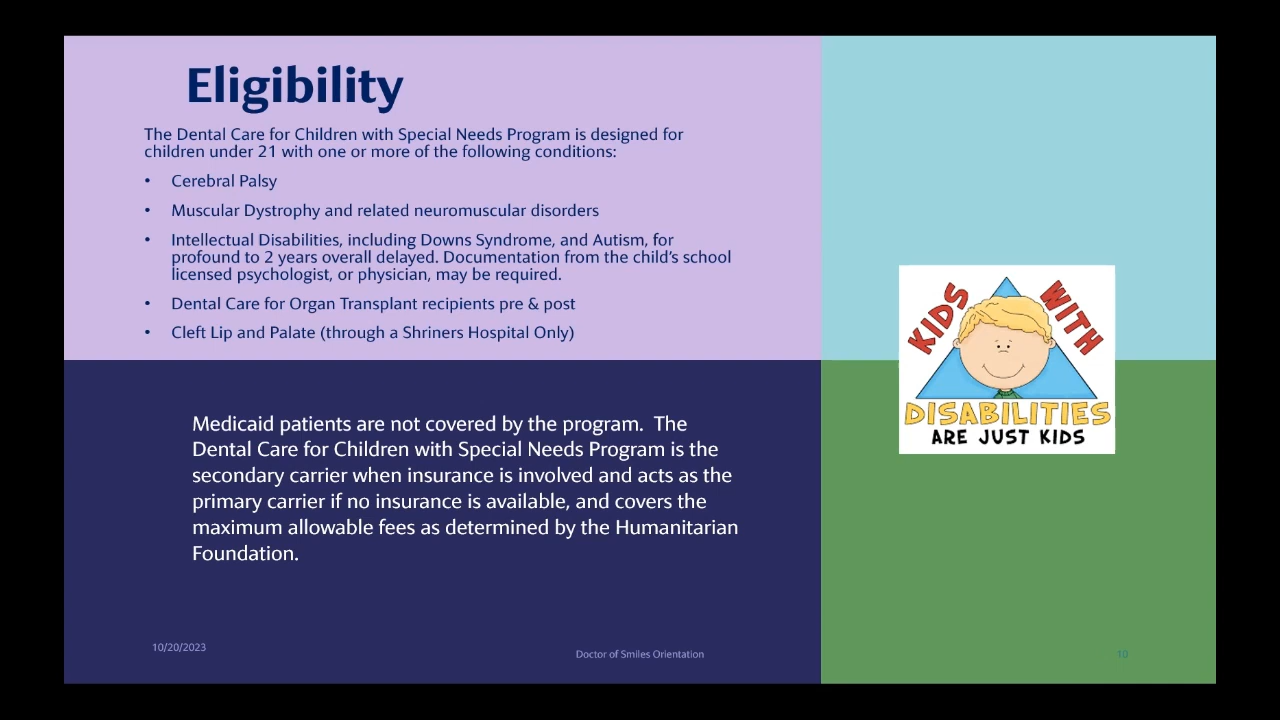 Eligibility
The Dental Care for Children with Special Needs Program is designed for
children under 21 with one or more of the following conditions:
• Cerebral Palsy
• Muscular Dystrophy and related neuromuscular disorders
• Intellectual Disabilities, including Downs Syndrome, and Autism, for
profound to 2 years overall delayed. Documentation from the child's school
licensed psychologist, or physician, may be required.
• Dental Care for Organ Transplant recipients pre & post
• Cleft Lip and Palate (through a Shriners Hospital Only)
KIDS WITH
DISABILITIES
ARE JUST KIDS
Medicaid patients are not covered by the program. The
Dental Care for Children with Special Needs Program is the
secondary carrier when insurance is involved and acts as the
primary carrier if no insurance is available, and covers the
maximum allowable fees as determined by the Humanitarian
Foundation.
10/20/2023
Doctor of Smiles Orientation
10